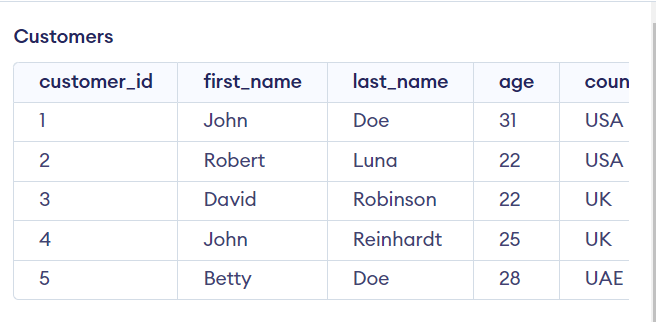 Customers
customer_id first_name last_name age coun
1 John Doe 31 USA
2 Robert Luna 22 USA
3 David Robinson 22 UK
4 John Reinhardt 25 UK
5 Betty Doe 28 UAE